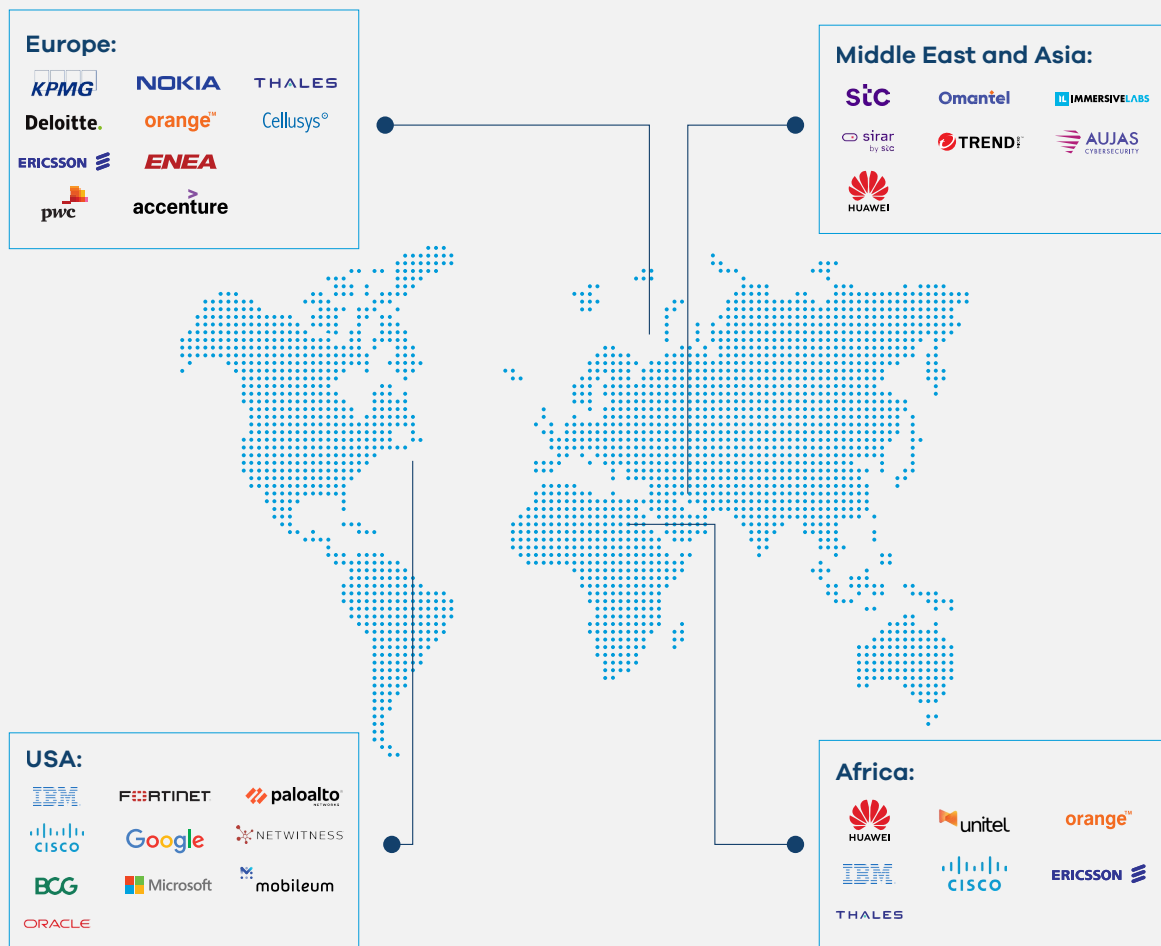 Europe:
KPMG NOKIA THALES
Deloitte. orange™ Cellusys®
ERICSSON ENEA
pwc accenture
Middle East and Asia:
stc Omantel IL IMMERSIVELABS
sirar by stc TREND MICRO™ AUJAS CYBERSECURITY
HUAWEI
USA:
IBM FORTINET paloalto NETWORKS
CISCO Google NETWITNESS
BCG Microsoft mobileum
ORACLE
Africa:
HUAWEI unitel orange™
IBM CISCO ERICSSON
THALES